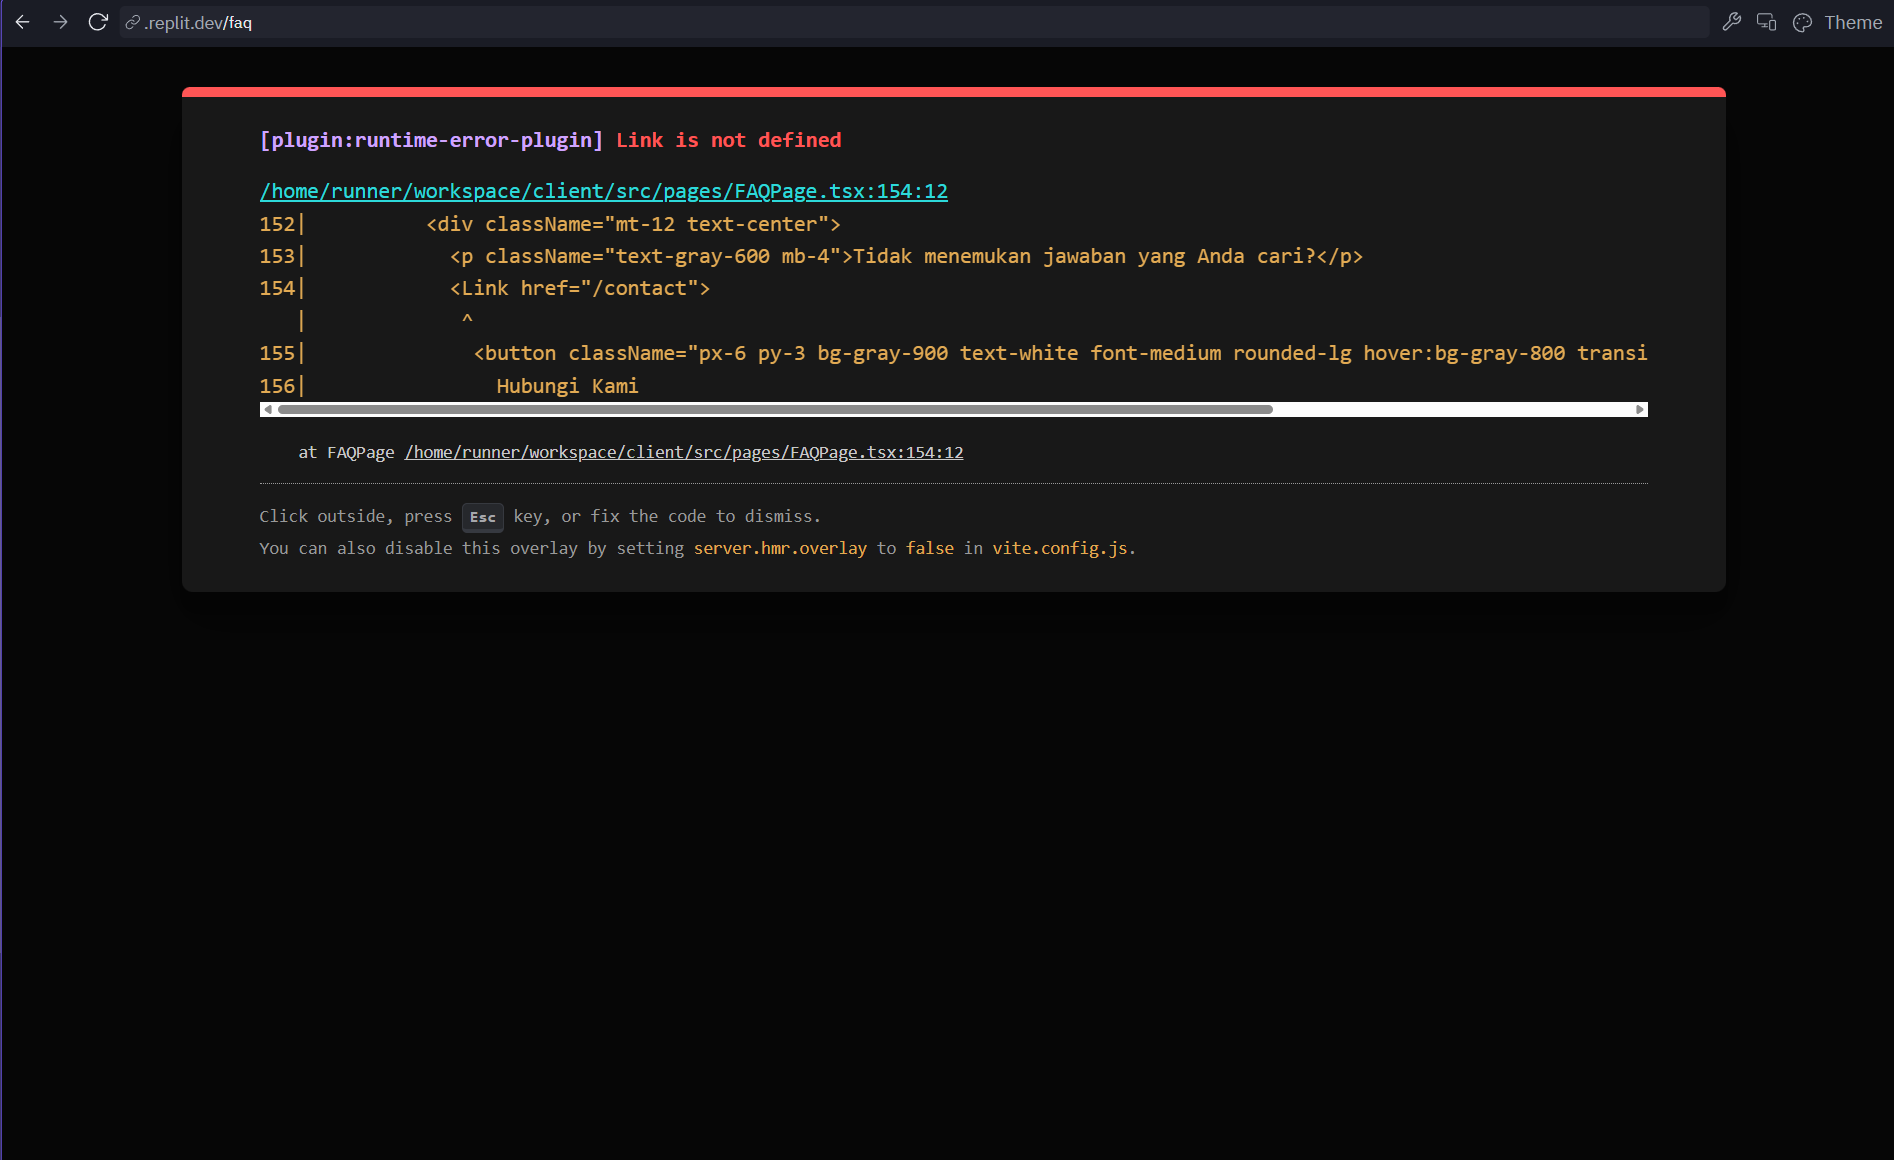 .replit.dev/faq
Theme
[plugin:runtime-error-plugin] Link is not defined
/home/runner/workspace/client/src/pages/FAQPage.tsx:154:12
152|          <div className="mt-12 text-center">
153|            <p className="text-gray-600 mb-4">Tidak menemukan jawaban yang Anda cari?</p>
154|            <Link href="/contact">
   |             ^
155|              <button className="px-6 py-3 bg-gray-900 text-white font-medium rounded-lg hover:bg-gray-800 transi
156|                Hubungi Kami
at FAQPage /home/runner/workspace/client/src/pages/FAQPage.tsx:154:12
Click outside, press Esc key, or fix the code to dismiss.
You can also disable this overlay by setting server.hmr.overlay to false in vite.config.js.